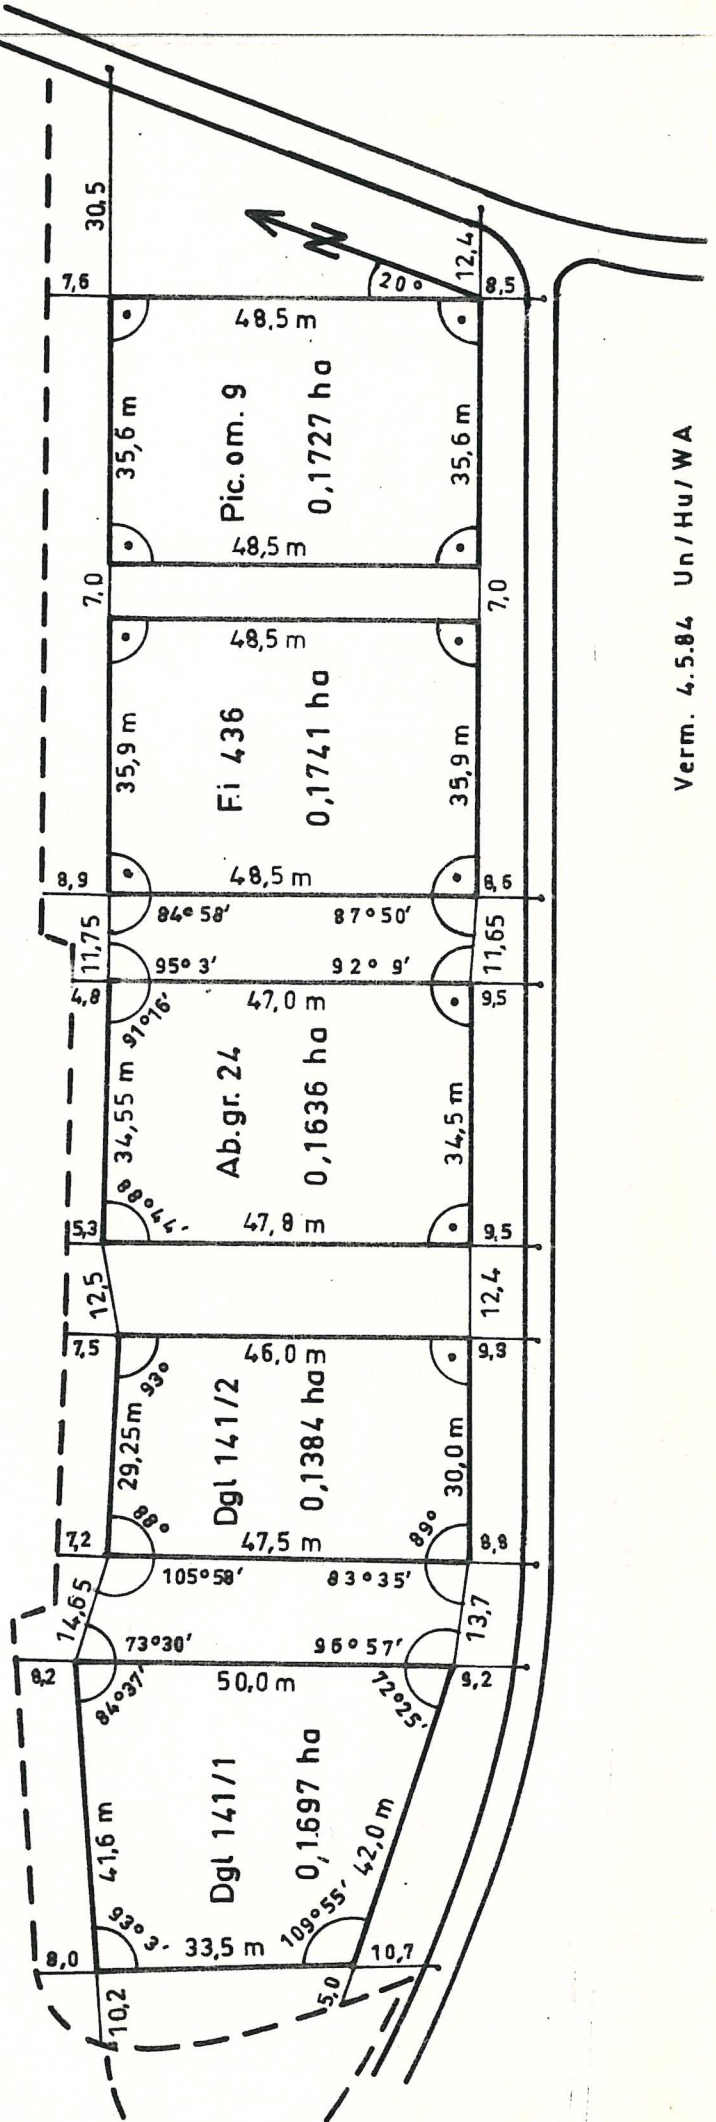 30,5
12,4
7,6
20°
8,5
48,5 m
35,6 m
Pic. om. 9
0,1727 ha
35,6 m
48,5 m
7,0
7,0
48,5 m
35,9 m
Fi 436
0,1741 ha
35,9 m
8,9
48,5 m
8,6
84° 58'
87° 50'
11,75
11,65
95° 3'
92° 9'
4,8
47,0 m
9,5
91°16'
34,55 m
Ab.gr. 24
0,1636 ha
34,5 m
88°44'
5,3
47,8 m
9,5
12,5
12,4
7,5
46,0 m
9,3
93°
29,25 m
Dgl 141/2
0,1384 ha
30,0 m
88°
89°
7,2
47,5 m
8,8
105°58'
83°35'
14,65
13,7
73°30'
96°57'
8,2
50,0 m
9,2
84°37'
72°25'
41,6 m
Dgl 141/1
0,1697 ha
42,0 m
93°3'
109°55'
8,0
33,5 m
10,7
10,2
5,0
Verm. 4.5.84 Un/Hu/WA